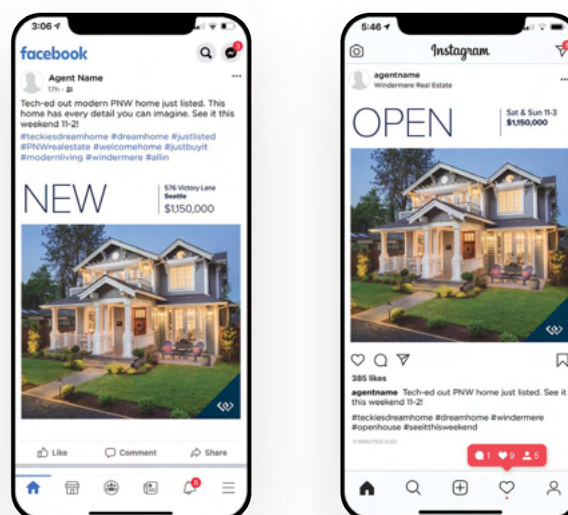 3:06
facebook
Agent Name
17h
Tech-ed out modern PNW home just listed. This
home has every detail you can imagine. See it this
weekend 11-2!
#teckiesdreamhome #dreamhome #justlisted
#PNWrealestate #welcomehome #justbuyit
#modernliving #windermere #allin
NEW
576 Victory Lane
Seattle
$1,150,000
Like
Comment
Share
5:46
Instagram
agentname
Windermere Real Estate
OPEN
Sat & Sun 11-3
$1,150,000
385 likes
agentname Tech-ed out PNW home just listed. See it
this weekend 11-2!
#teckiesdreamhome #dreamhome #windermere
#openhouse #seeitthisweekend
1 9 5